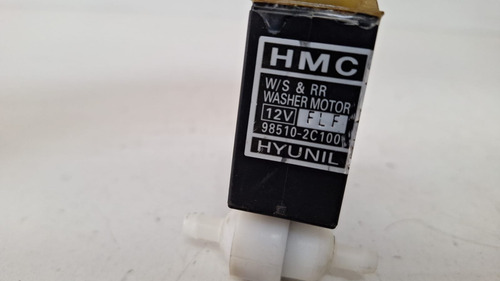 HMC
W/S & RR
WASHER MOTOR
12V FLF
98510-2C100
HYUNIL